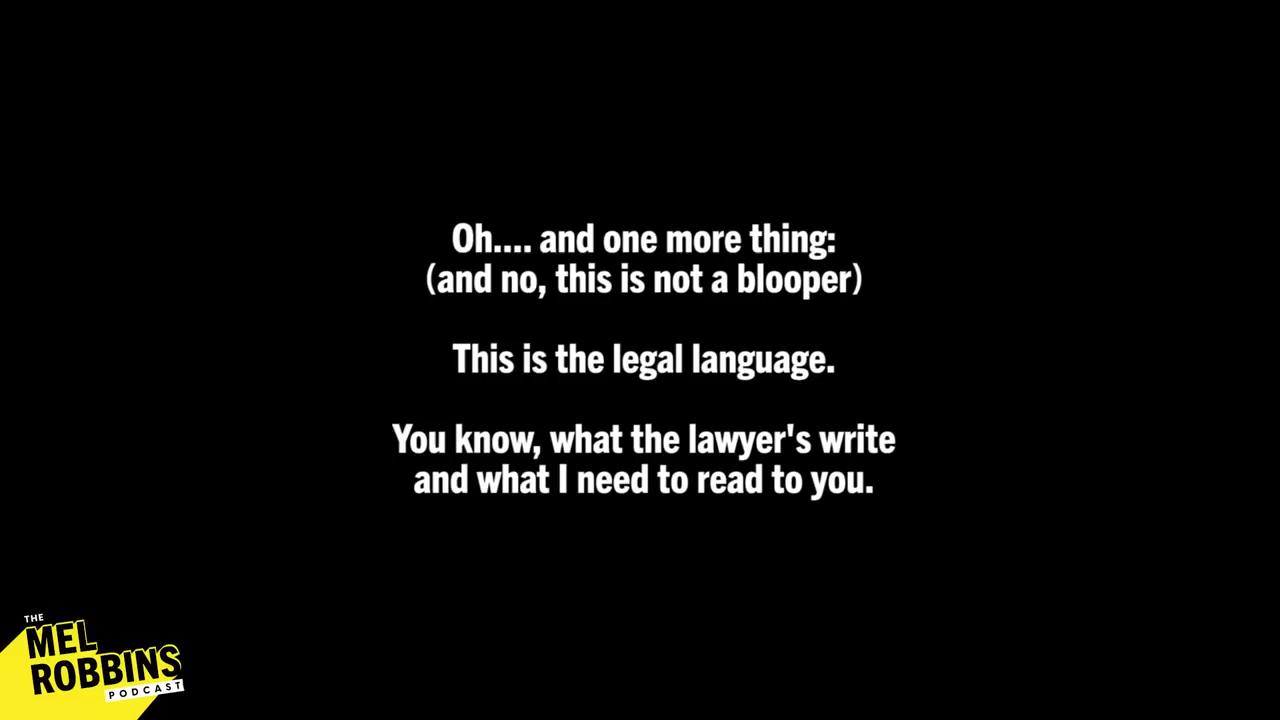 Oh.... and one more thing:
(and no, this is not a blooper)
This is the legal language.
You know, what the lawyer's write
and what I need to read to you.
THE
MEL
ROBBINS
PODCAST